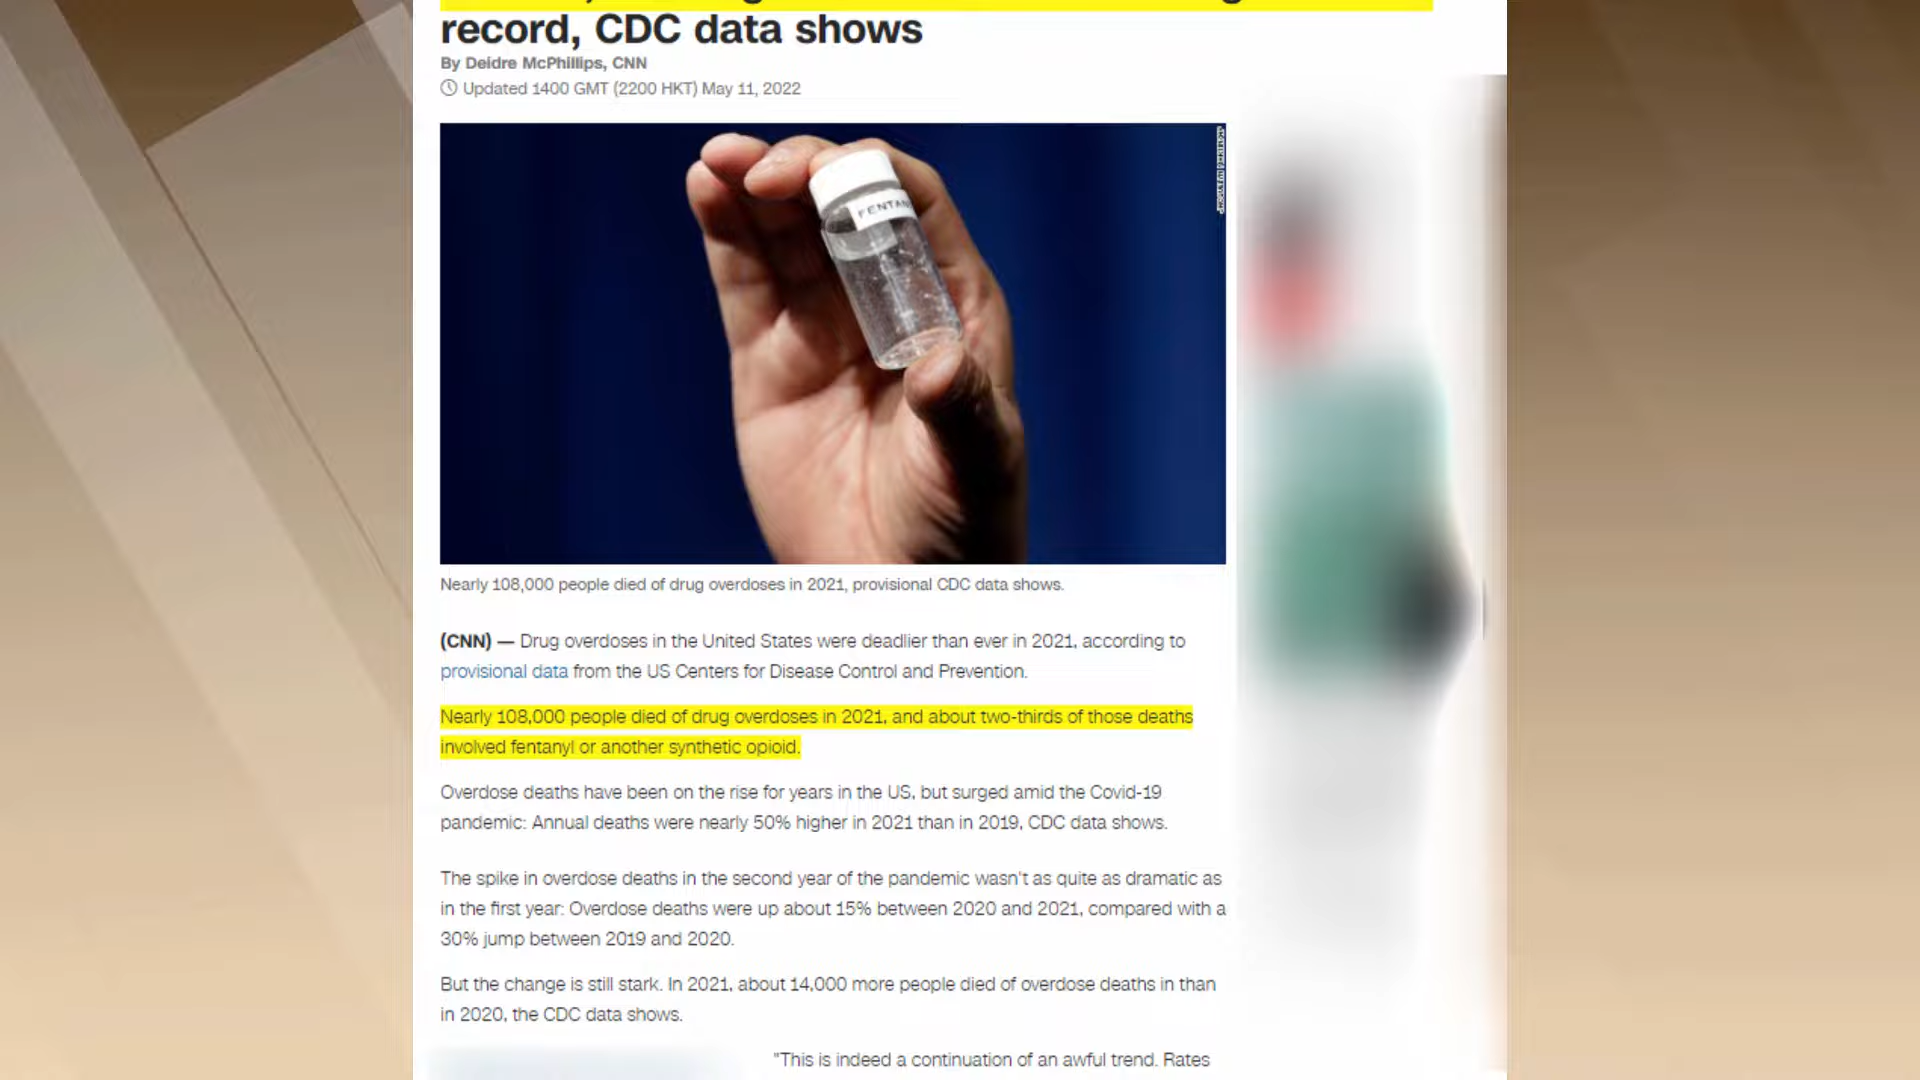 record, CDC data shows
By Deidre McPhillips, CNN
Updated 1400 GMT (2200 HKT) May 11, 2022
FENTAN
Nearly 108,000 people died of drug overdoses in 2021, provisional CDC data shows.
(CNN) — Drug overdoses in the United States were deadlier than ever in 2021, according to
provisional data from the US Centers for Disease Control and Prevention.
Nearly 108,000 people died of drug overdoses in 2021, and about two-thirds of those deaths
involved fentanyl or another synthetic opioid.
Overdose deaths have been on the rise for years in the US, but surged amid the Covid-19
pandemic: Annual deaths were nearly 50% higher in 2021 than in 2019, CDC data shows.
The spike in overdose deaths in the second year of the pandemic wasn't as quite as dramatic as
in the first year: Overdose deaths were up about 15% between 2020 and 2021, compared with a
30% jump between 2019 and 2020.
But the change is still stark. In 2021, about 14,000 more people died of overdose deaths in than
in 2020, the CDC data shows.
"This is indeed a continuation of an awful trend. Rates